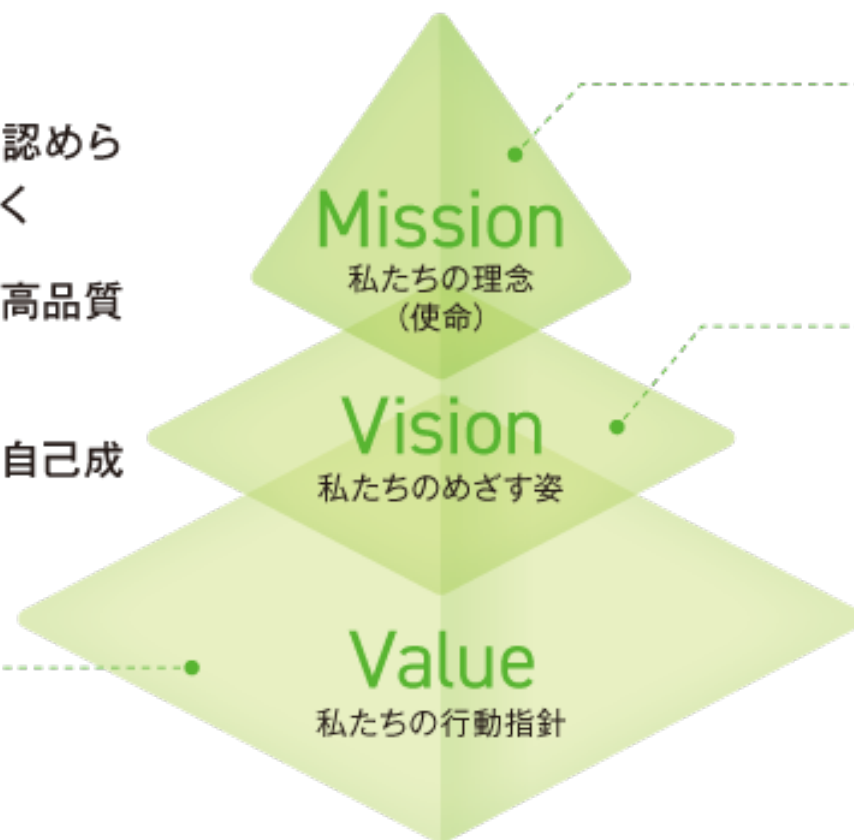 認めら
く
高品質
自己成
Mission
私たちの理念
（使命）
Vision
私たちのめざす姿
Value
私たちの行動指針